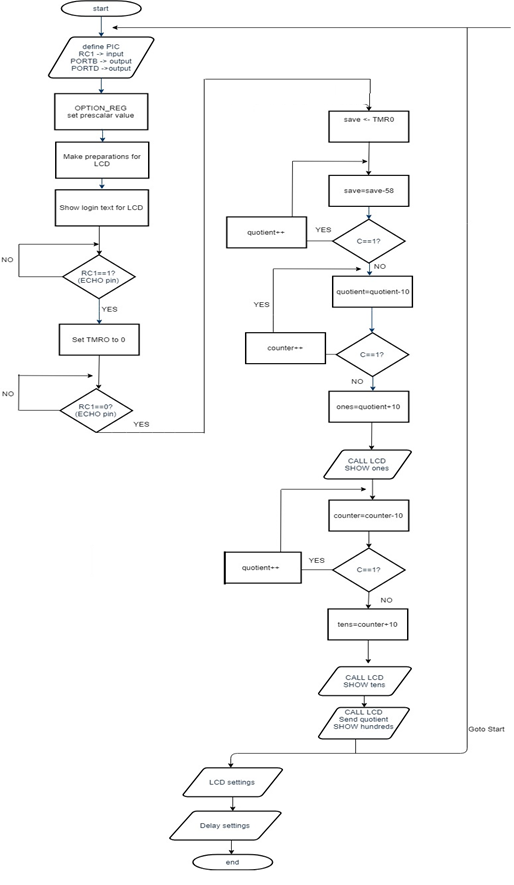 start
define PIC
RC1 -> input
PORTB -> output
PORTD ->output
OPTION_REG
set prescalar value
Make preparations for
LCD
Show login text for LCD
NO
RC1==1?
(ECHO pin)
YES
Set TMRO to 0
NO
RC1==0?
(ECHO pin)
YES
save <- TMR0
save=save-58
quotient++
YES
C==1?
NO
YES
quotient=quotient-10
counter++
C==1?
NO
ones=quotient+10
CALL LCD
SHOW ones
counter=counter-10
quotient++
YES
C==1?
NO
tens=counter+10
CALL LCD
SHOW tens
CALL LCD
Send quotient
SHOW hundreds
Goto Start
LCD settings
Delay settings
end